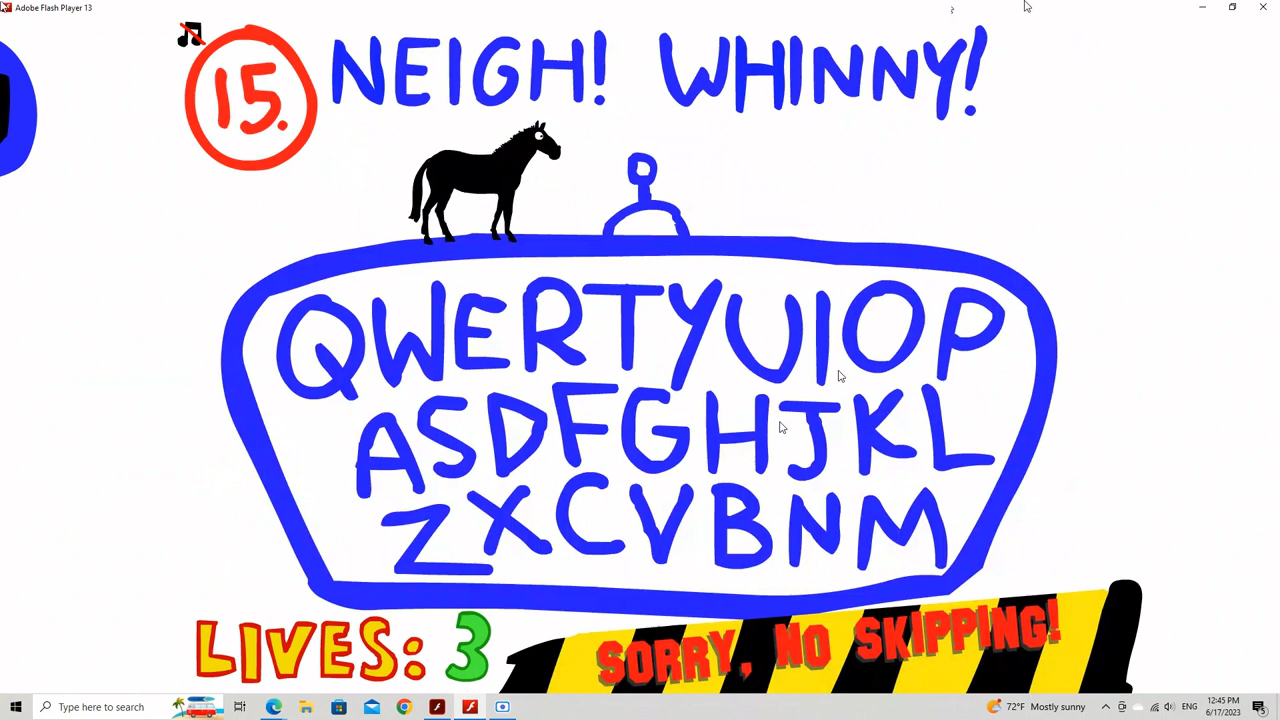 Adobe Flash Player 13
15. NEIGH! WHINNY!
QWERTYUIOP
ASDFGHJKL
ZXCVBNM
LIVES: 3
SORRY, NO SKIPPING!
Type here to search
72°F Mostly sunny
ENG
12:45 PM
6/17/2023